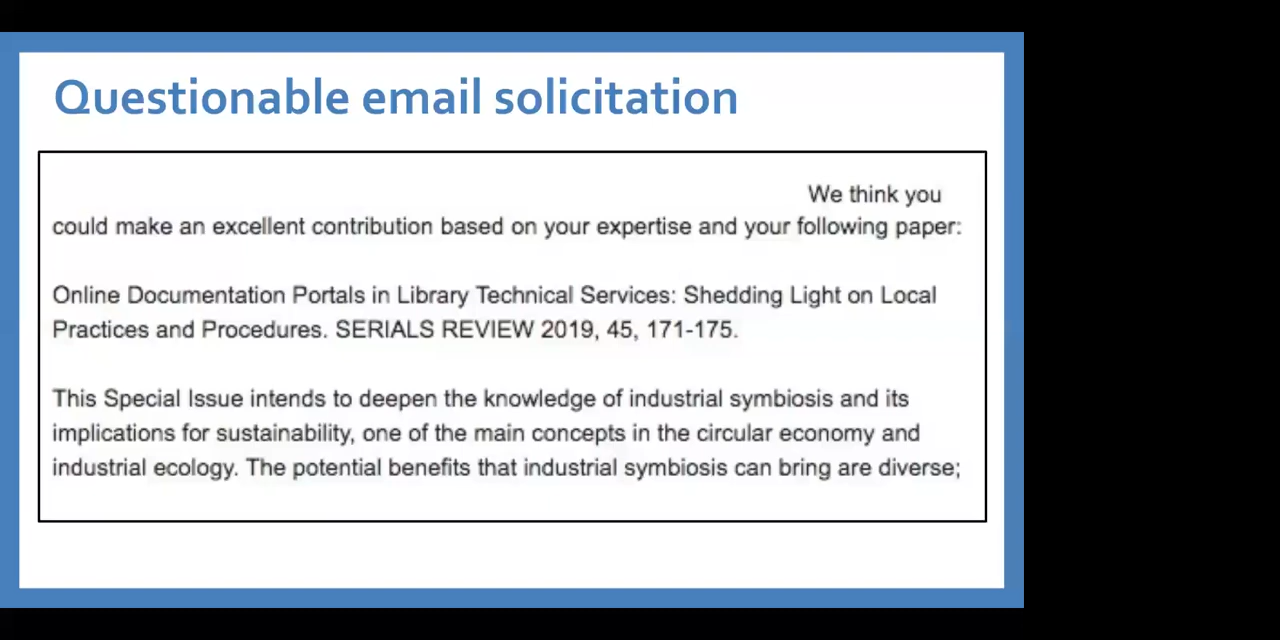 Questionable email solicitation
We think you
could make an excellent contribution based on your expertise and your following paper:
Online Documentation Portals in Library Technical Services: Shedding Light on Local
Practices and Procedures. SERIALS REVIEW 2019, 45, 171-175.
This Special Issue intends to deepen the knowledge of industrial symbiosis and its
implications for sustainability, one of the main concepts in the circular economy and
industrial ecology. The potential benefits that industrial symbiosis can bring are diverse;